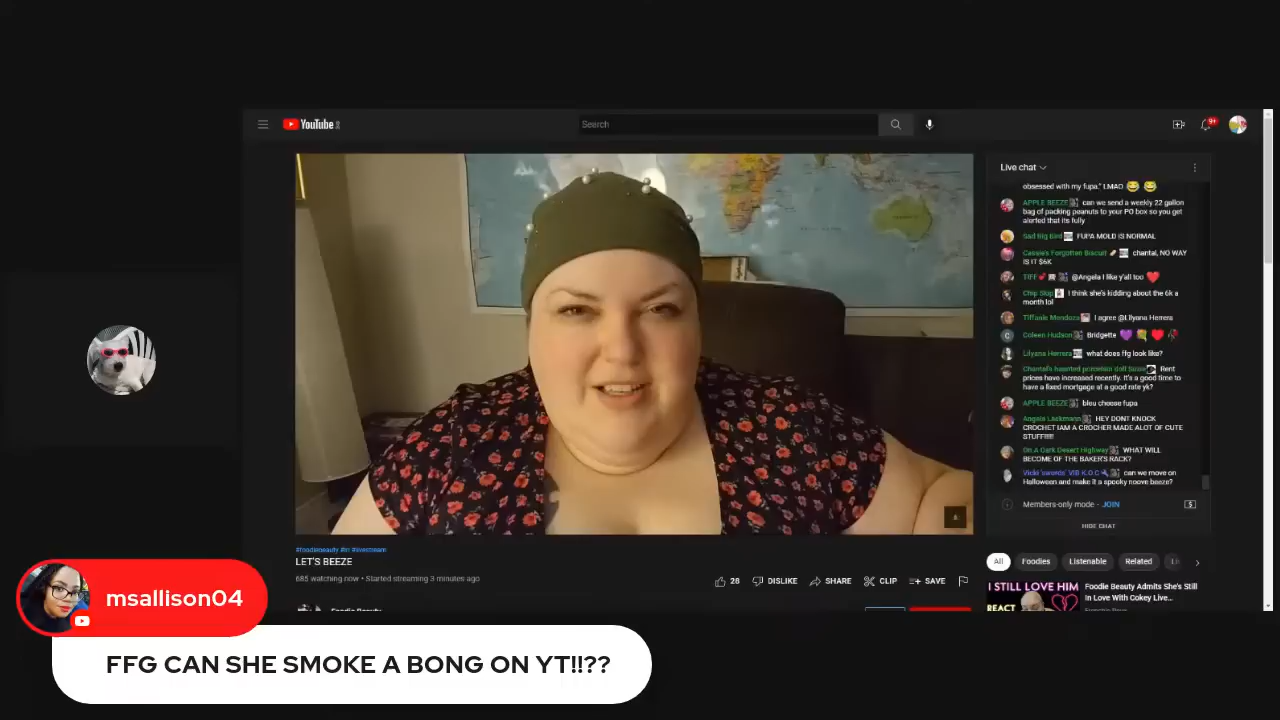 YouTube
Search
9+
Live chat
obsessed with my fupa." LMAO
APPLE BEEZE can we send a weekly 22 gallon
bag of packing peanuts to your PO box so you get
alerted that its fully
Sad Big Bird FUPA MOLD IS NORMAL
Cassie's Forgotten Biscuit chantal, NO WAY
IS IT $6K
TIFF @Angela I like y'all too
Chip Skip I think she's kidding about the 6k a
month lol
Tiffanie Mendoza I agree @Lilyana Herrera
Coleen Hudson Bridgette
Lilyana Herrera what does ffg look like?
Chantal's haunted porcelain doll Rent
prices have increased recently. It's a good time to
have a fixed mortgage at a good rate yk?
APPLE BEEZE bleu cheese fupa
Angela Lackmann HEY DONT KNOCK
CROCHET IAM A CROCHER MADE ALOT OF CUTE
STUFF!!!!!
On A Dark Desert Highway WHAT WILL
BECOME OF THE BAKER'S RACK?
can we move on
Halloween and make it a spooky noove beeze?
Members-only mode - JOIN
HIDE CHAT
#foodiebeauty #livestream
LET'S BEEZE
685 watching now • Started streaming 3 minutes ago
28
DISLIKE
SHARE
CLIP
SAVE
Foodie Beauty
All
Foodies
Listenable
Related
I STILL LOVE HIM
REACT
Foodie Beauty Admits She's Still
In Love With Cokey Live...
msallison04
FFG CAN SHE SMOKE A BONG ON YT!!??